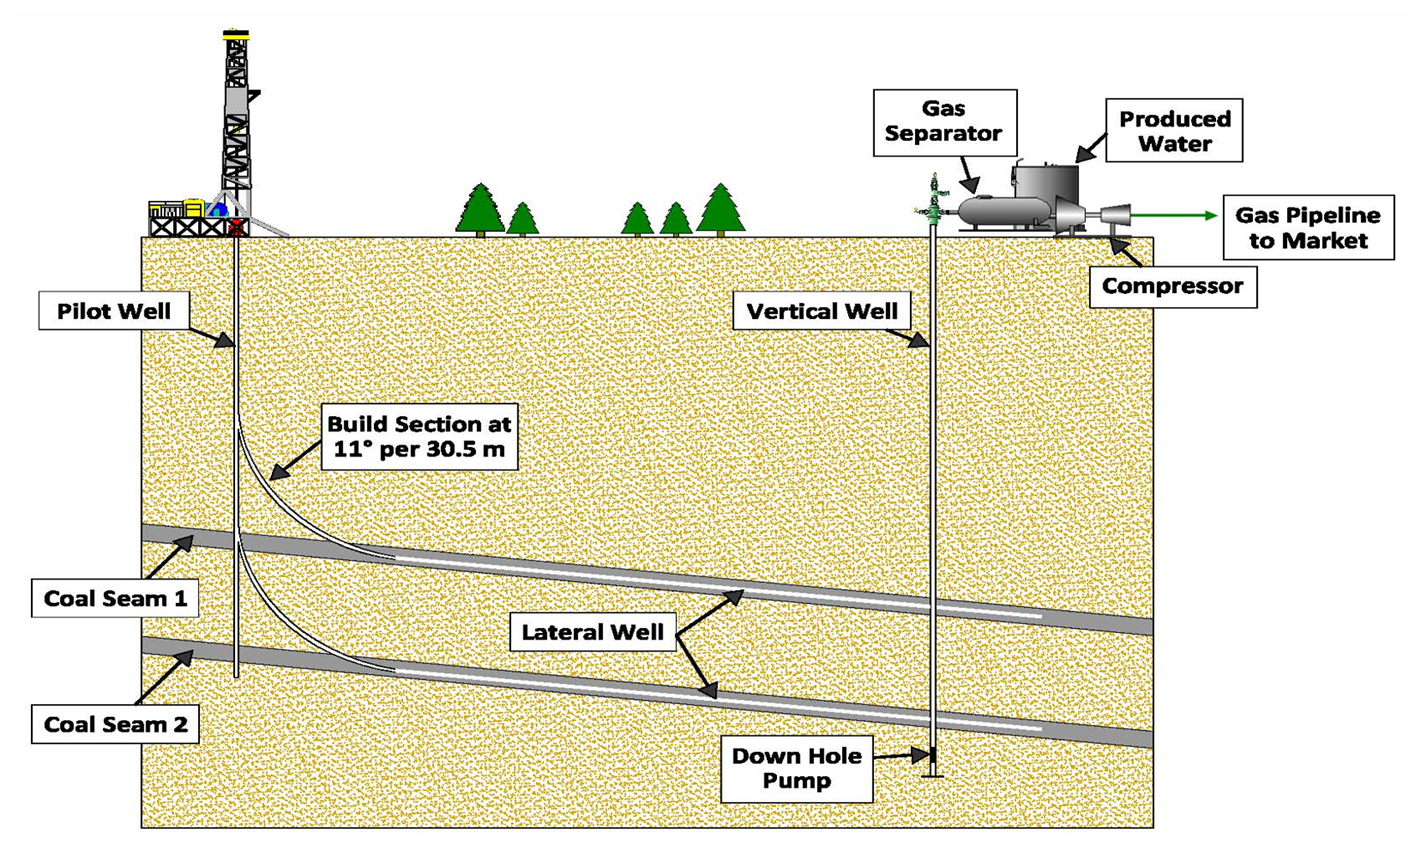 Gas
Separator
Produced
Water
Gas Pipeline
to Market
Compressor
Pilot Well
Vertical Well
Build Section at
11° per 30.5 m
Coal Seam 1
Lateral Well
Coal Seam 2
Down Hole
Pump